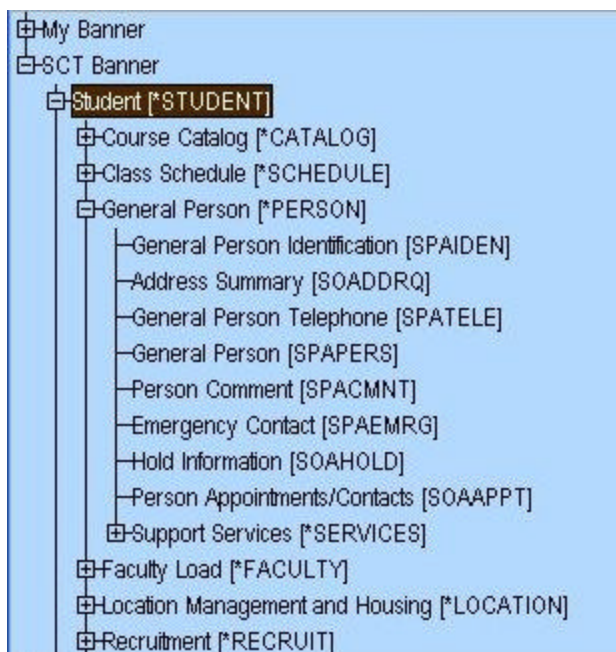 My Banner
SCT Banner
Student [*STUDENT]
Course Catalog [*CATALOG]
Class Schedule [*SCHEDULE]
General Person [*PERSON]
General Person Identification [SPAIDEN]
Address Summary [SOADDRQ]
General Person Telephone [SPATELE]
General Person [SPAPERS]
Person Comment [SPACMNT]
Emergency Contact [SPAEMRG]
Hold Information [SOAHOLD]
Person Appointments/Contacts [SOAAPPT]
Support Services [*SERVICES]
Faculty Load [*FACULTY]
Location Management and Housing [*LOCATION]
Recruitment [*RECRUIT]